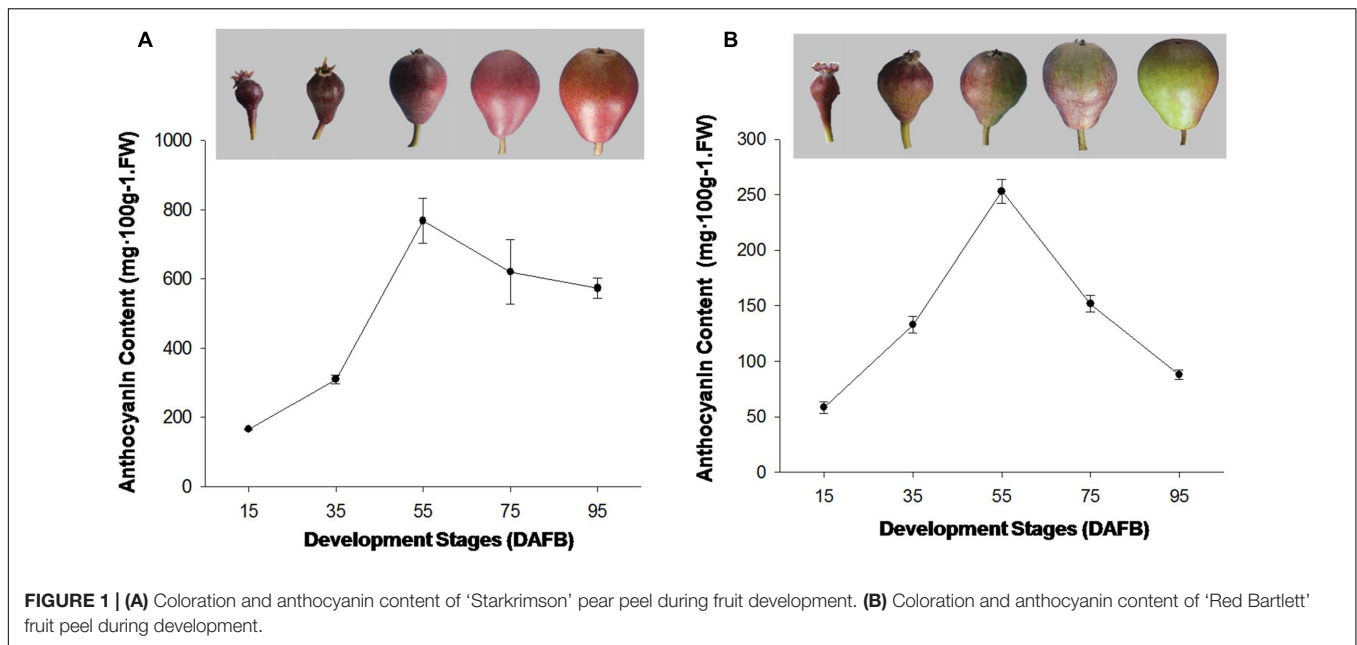 A
1000
800
600
400
200
0
Anthocyanin Content (mg·100g-1.FW)
15 35 55 75 95
Development Stages (DAFB)
B
300
250
200
150
100
50
0
Anthocyanin Content (mg·100g-1.FW)
15 35 55 75 95
Development Stages (DAFB)
FIGURE 1 | (A) Coloration and anthocyanin content of ‘Starkrimson’ pear peel during fruit development. (B) Coloration and anthocyanin content of ‘Red Bartlett’
fruit peel during development.